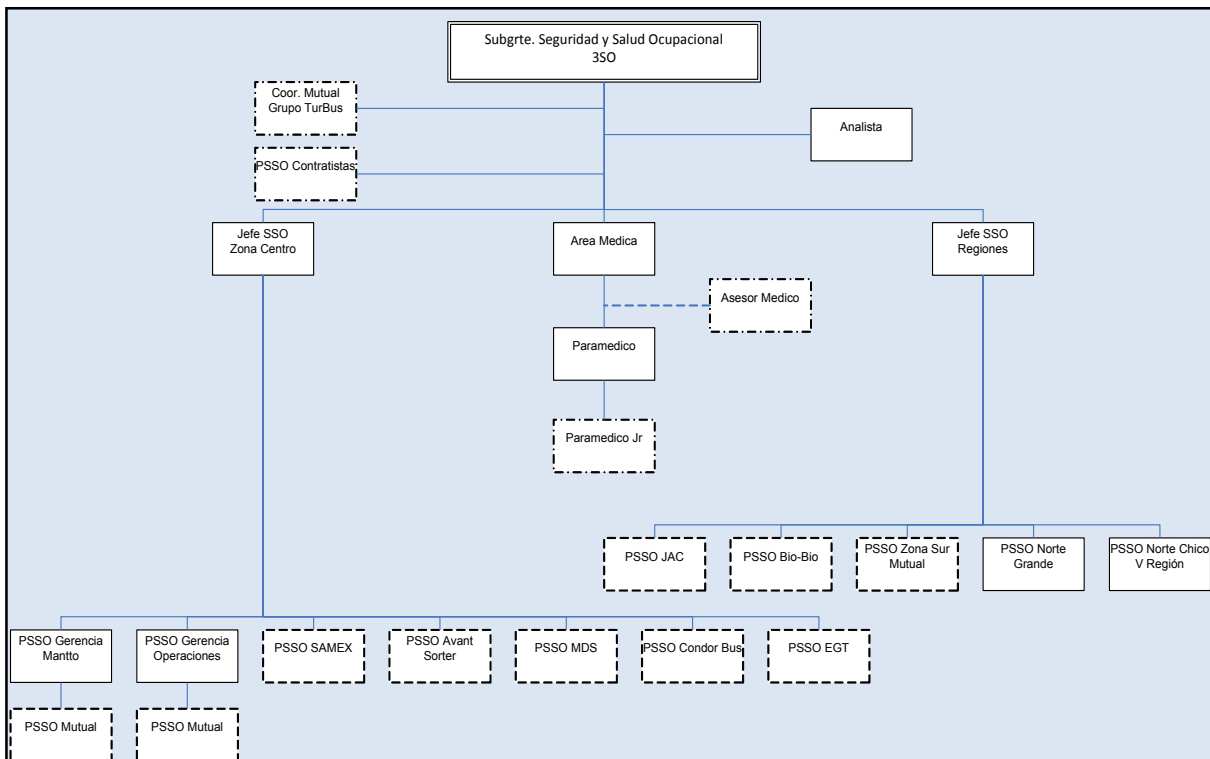 Subgrte. Seguridad y Salud Ocupacional
3SO
Coor. Mutual
Grupo TurBus
Analista
PSSO Contratistas
Jefe SSO
Zona Centro
Area Medica
Jefe SSO
Regiones
Asesor Medico
Paramedico
Paramedico Jr
PSSO JAC
PSSO Bio-Bio
PSSO Zona Sur
Mutual
PSSO Norte
Grande
PSSO Norte Chico
V Región
PSSO Gerencia
Mantto
PSSO Gerencia
Operaciones
PSSO SAMEX
PSSO Avant
Sorter
PSSO MDS
PSSO Condor Bus
PSSO EGT
PSSO Mutual
PSSO Mutual